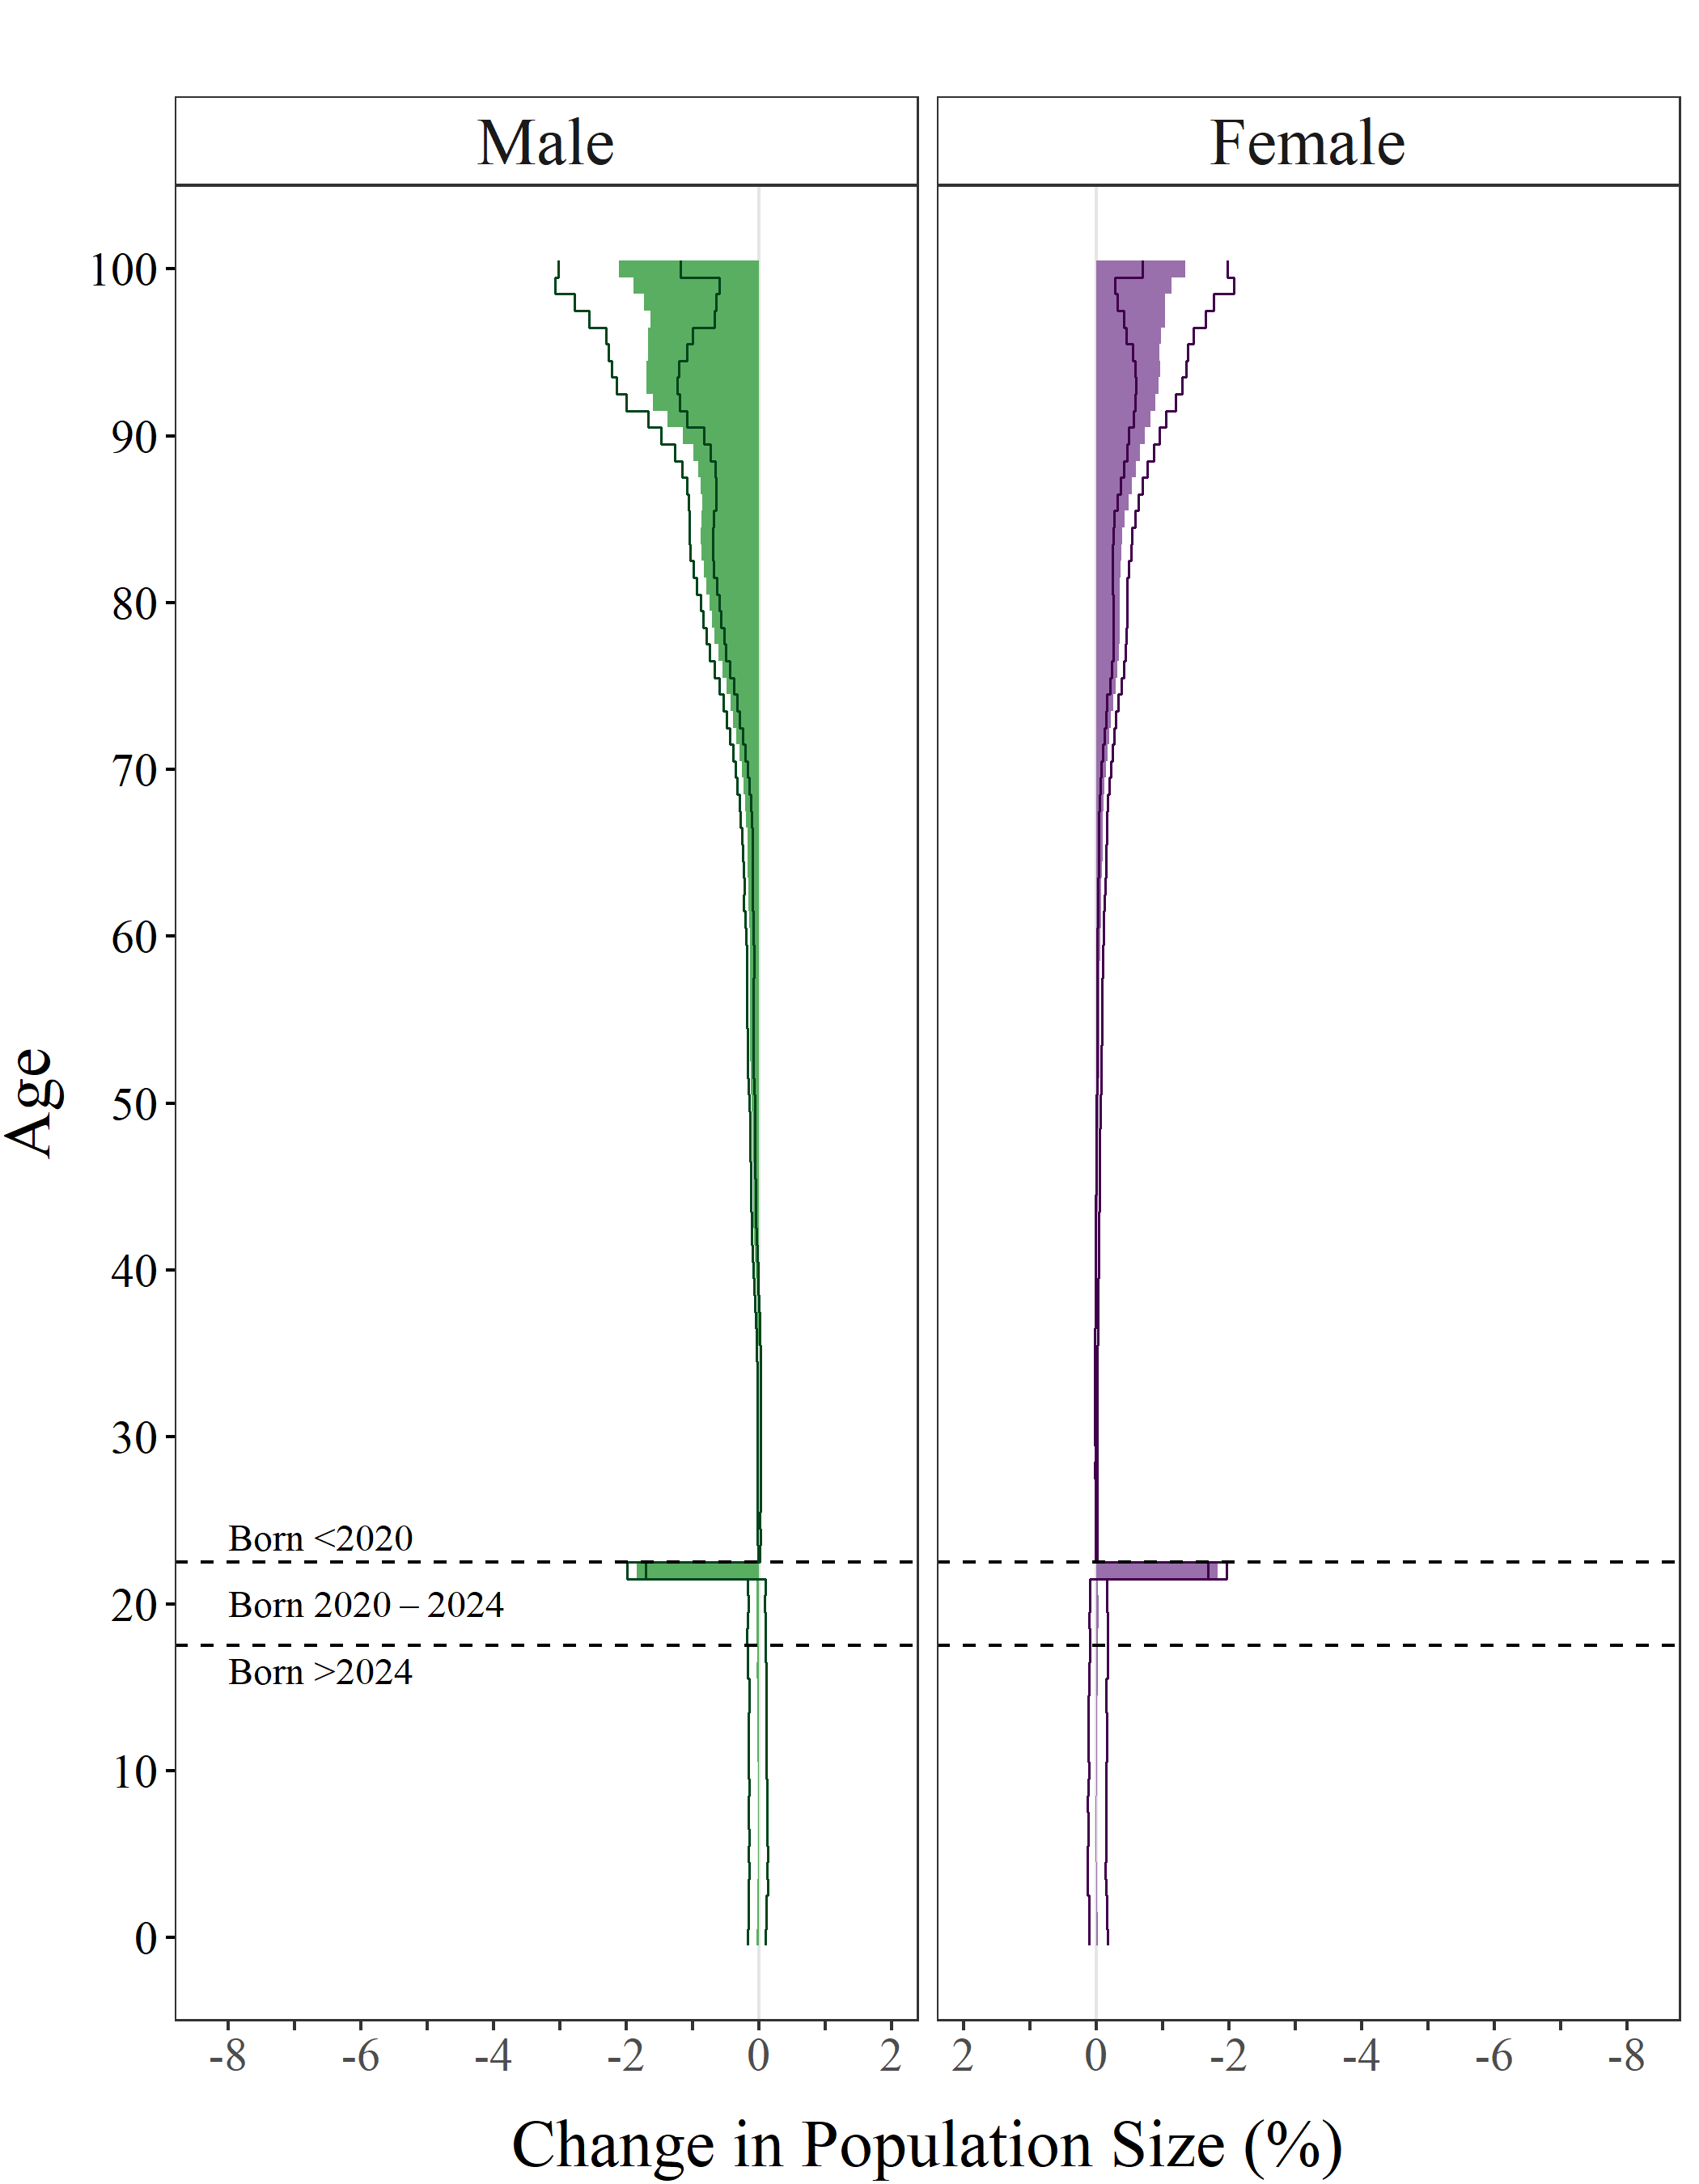 Male
Female
100
90
80
70
60
50
40
30
20
10
0
Age
Born <2020
Born 2020 – 2024
Born >2024
-8 -6 -4 -2 0 2
2 0 -2 -4 -6 -8
Change in Population Size (%)